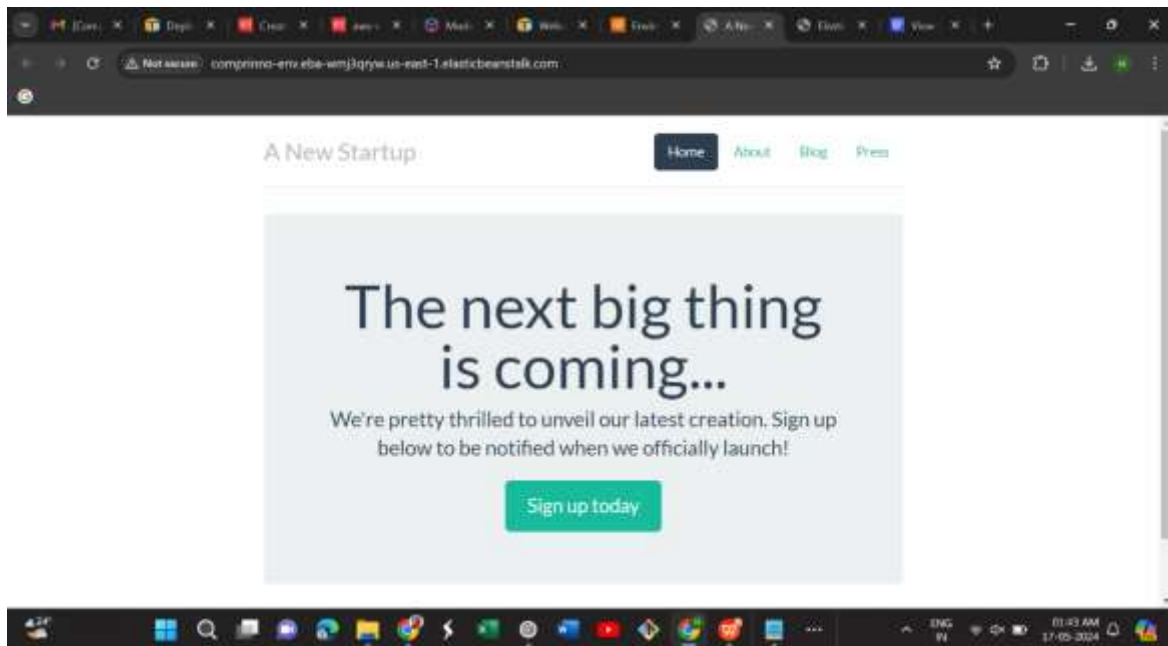 Not secure comprinno-env.eba-wmj3qryw.us-east-1.elasticbeanstalk.com
A New Startup
Home About Blog Press
The next big thing
is coming...
We're pretty thrilled to unveil our latest creation. Sign up
below to be notified when we officially launch!
Sign up today
24°
ENG
IN
01:43 AM
17-05-2024